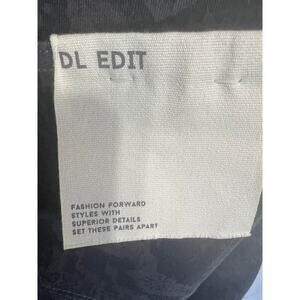 DL EDIT
FASHION FORWARD
STYLES WITH
SUPERIOR DETAILS
SET THESE PAIRS APART